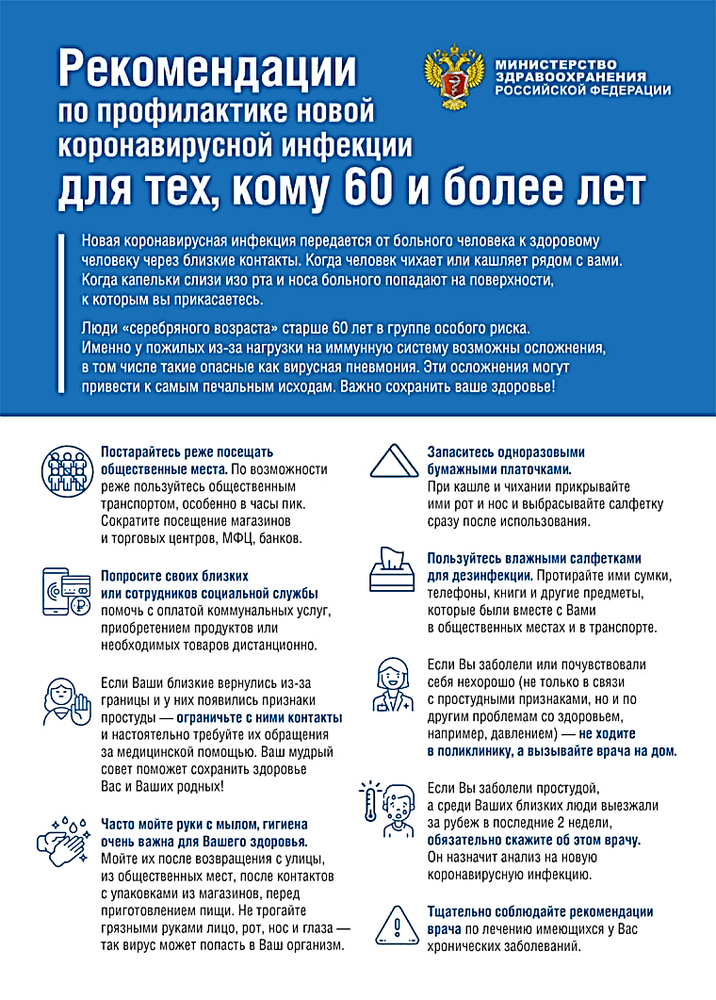 Рекомендации
по профилактике новой
коронавирусной инфекции
для тех, кому 60 и более лет
МИНИСТЕРСТВО
ЗДРАВООХРАНЕНИЯ
РОССИЙСКОЙ ФЕДЕРАЦИИ
Новая коронавирусная инфекция передается от больного человека к здоровому
человеку через близкие контакты. Когда человек чихает или кашляет рядом с вами.
Когда капельки слизи изо рта и носа больного попадают на поверхности,
к которым вы прикасаетесь.
Люди «серебряного возраста» старше 60 лет в группе особого риска.
Именно у пожилых из-за нагрузки на иммунную систему возможны осложнения,
в том числе такие опасные как вирусная пневмония. Эти осложнения могут
привести к самым печальным исходам. Важно сохранить ваше здоровье!
Постарайтесь реже посещать
общественные места. По возможности
реже пользуйтесь общественным
транспортом, особенно в часы пик.
Сократите посещение магазинов
и торговых центров, МФЦ, банков.
Попросите своих близких
или сотрудников социальной службы
помочь с оплатой коммунальных услуг,
приобретением продуктов или
необходимых товаров дистанционно.
Если Ваши близкие вернулись из-за
границы и у них появились признаки
простуды — ограничьте с ними контакты
и настоятельно требуйте их обращения
за медицинской помощью. Ваш мудрый
совет поможет сохранить здоровье
Вас и Ваших родных!
Часто мойте руки с мылом, гигиена
очень важна для Вашего здоровья.
Мойте их после возвращения с улицы,
из общественных мест, после контактов
с упаковками из магазинов, перед
приготовлением пищи. Не трогайте
грязными руками лицо, рот, нос и глаза —
так вирус может попасть в Ваш организм.
Запаситесь одноразовыми
бумажными платочками.
При кашле и чихании прикрывайте
ими рот и нос и выбрасывайте салфетку
сразу после использования.
Пользуйтесь влажными салфетками
для дезинфекции. Протирайте ими сумки,
телефоны, книги и другие предметы,
которые были вместе с Вами
в общественных местах и в транспорте.
Если Вы заболели или почувствовали
себя нехорошо (не только в связи
с простудными признаками, но и по
другим проблемам со здоровьем,
например, давлением) — не ходите
в поликлинику, а вызывайте врача на дом.
Если Вы заболели простудой,
а среди Ваших близких люди выезжали
за рубеж в последние 2 недели,
обязательно скажите об этом врачу.
Он назначит анализ на новую
коронавирусную инфекцию.
Тщательно соблюдайте рекомендации
врача по лечению имеющихся у Вас
хронических заболеваний.